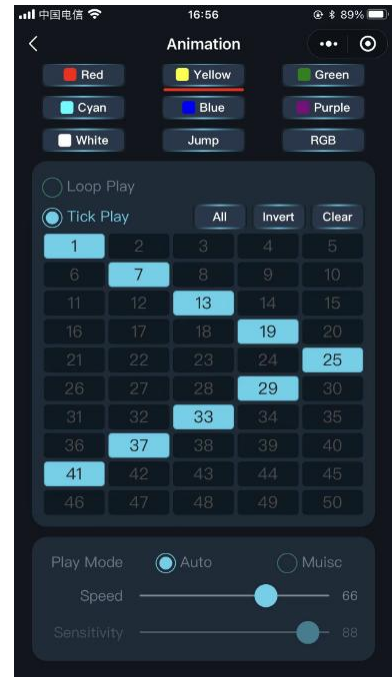 中国电信 16:56 89%
Animation
Red Yellow Green
Cyan Blue Purple
White Jump RGB
Loop Play
Tick Play All Invert Clear
1 2 3 4 5
6 7 8 9 10
11 12 13 14 15
16 17 18 19 20
21 22 23 24 25
26 27 28 29 30
31 32 33 34 35
36 37 38 39 40
41 42 43 44 45
46 47 48 49 50
Play Mode Auto Muisc
Speed 66
Sensitivity 88